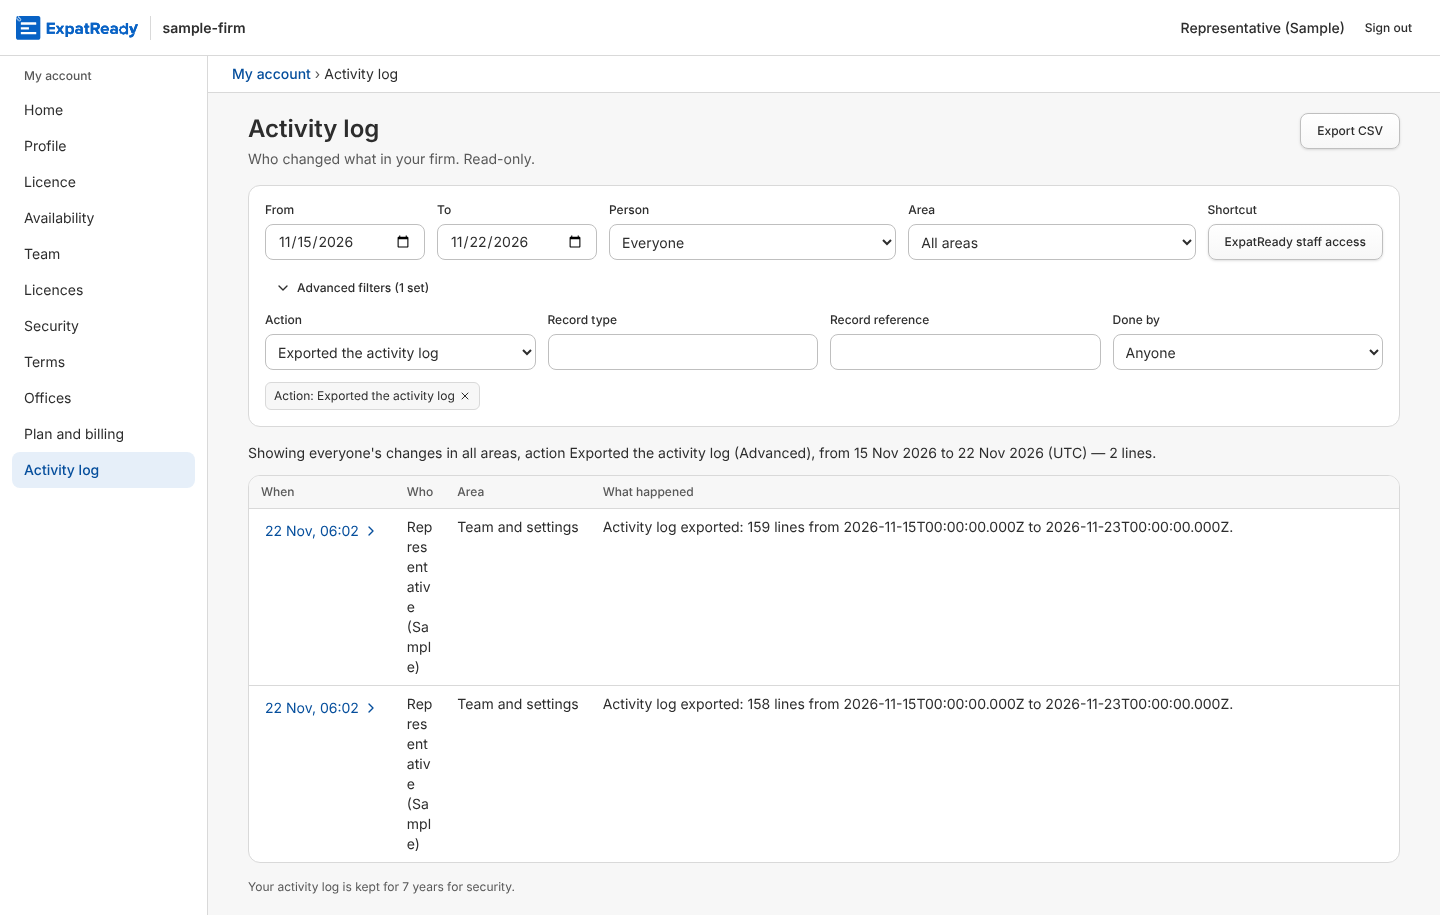 ExpatReady
sample-firm
Representative (Sample)
Sign out
My account
Home
Profile
Licence
Availability
Team
Licences
Security
Terms
Offices
Plan and billing
Activity log
My account › Activity log
Activity log
Export CSV
Who changed what in your firm. Read-only.
From
To
Person
Area
Shortcut
11/15/2026
11/22/2026
Everyone
All areas
ExpatReady staff access
Advanced filters (1 set)
Action
Record type
Record reference
Done by
Exported the activity log
Anyone
Action: Exported the activity log ×
Showing everyone's changes in all areas, action Exported the activity log (Advanced), from 15 Nov 2026 to 22 Nov 2026 (UTC) — 2 lines.
When
Who
Area
What happened
22 Nov, 06:02
Rep
res
ent
ativ
e
(Sa
mpl
e)
Team and settings
Activity log exported: 159 lines from 2026-11-15T00:00:00.000Z to 2026-11-23T00:00:00.000Z.
22 Nov, 06:02
Rep
res
ent
ativ
e
(Sa
mpl
e)
Team and settings
Activity log exported: 158 lines from 2026-11-15T00:00:00.000Z to 2026-11-23T00:00:00.000Z.
Your activity log is kept for 7 years for security.